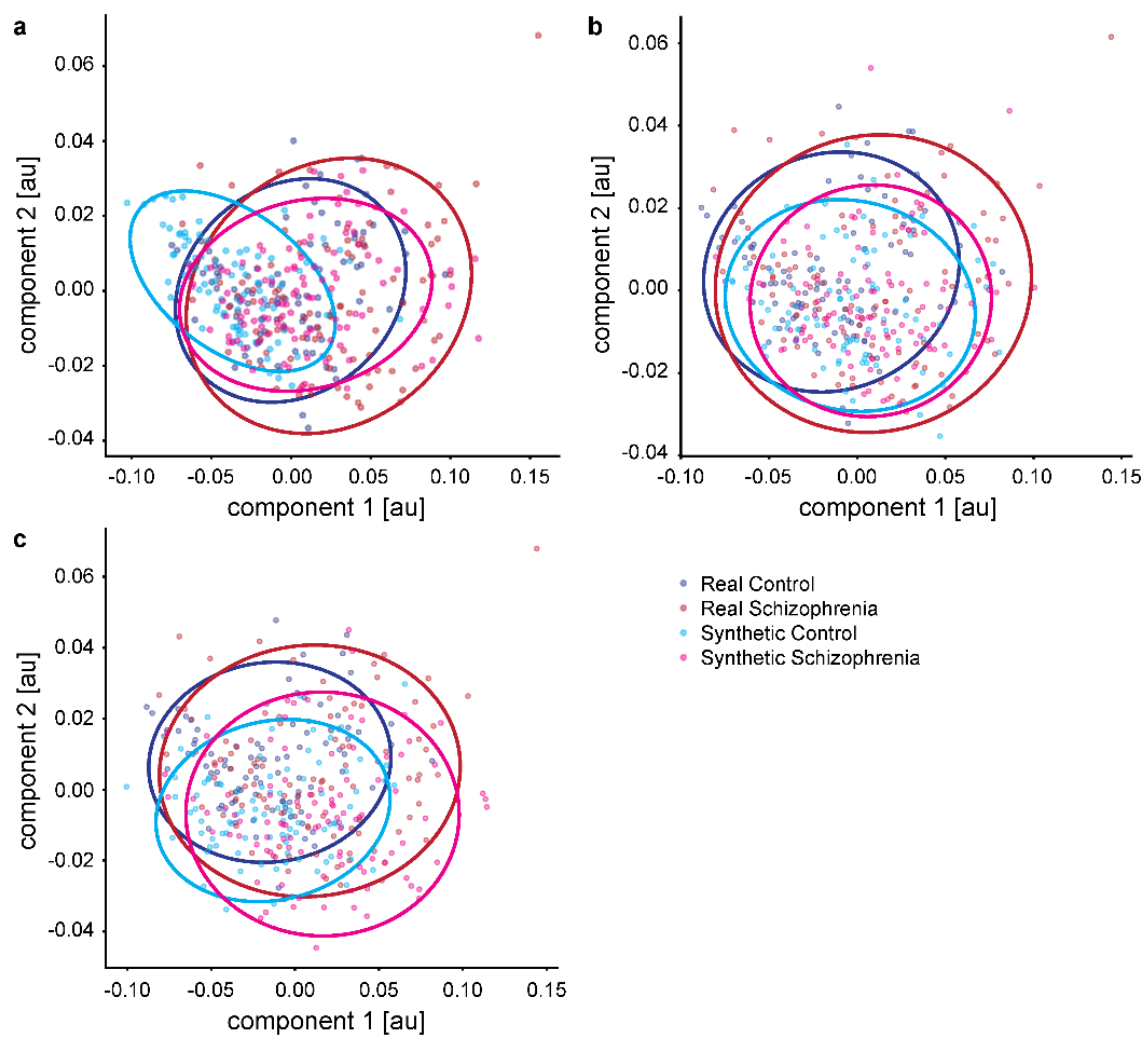 a
0.06
0.04
0.02
0.00
-0.02
-0.04
component 2 [au]
-0.10 -0.05 0.00 0.05 0.10 0.15
component 1 [au]
b
0.06
0.04
0.02
0.00
-0.02
-0.04
component 2 [au]
-0.10 -0.05 0.00 0.05 0.10 0.15
component 1 [au]
c
0.06
0.04
0.02
0.00
-0.02
-0.04
component 2 [au]
-0.10 -0.05 0.00 0.05 0.10 0.15
component 1 [au]
Real Control
Real Schizophrenia
Synthetic Control
Synthetic Schizophrenia